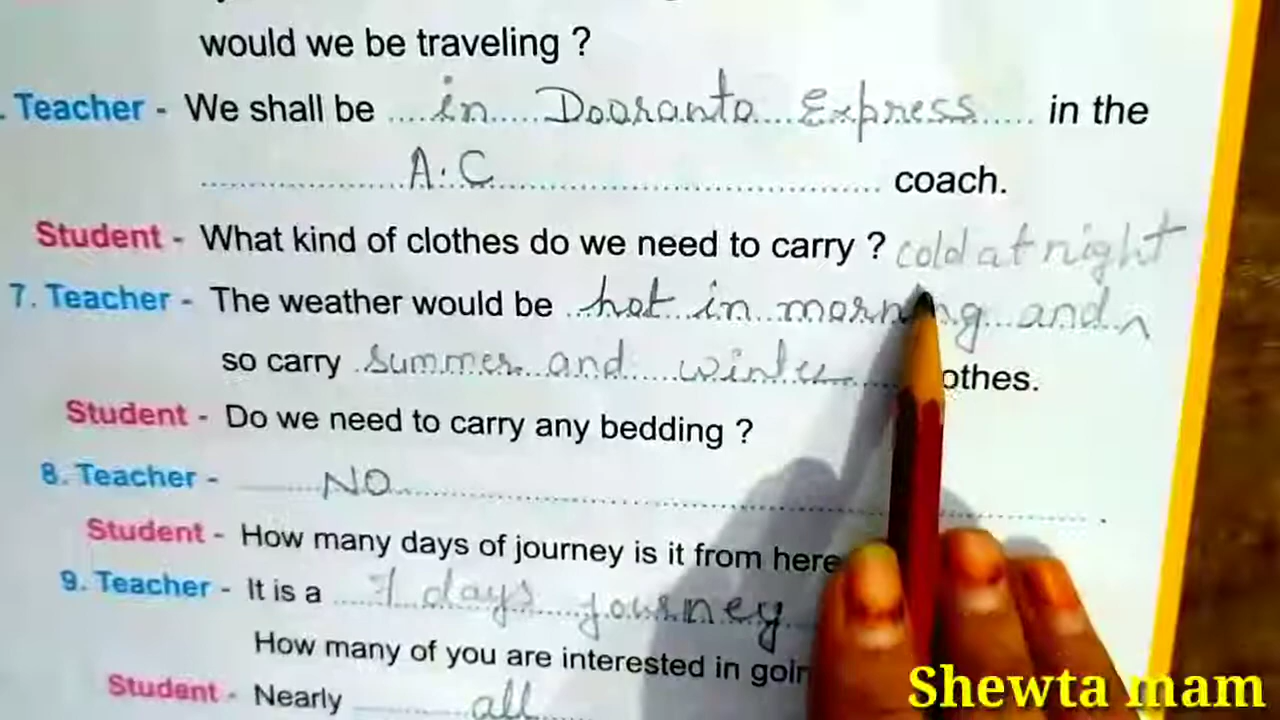 would we be traveling ?
. Teacher - We shall be ....in..... Dooranto....Express...... in the
A.C coach.
Student - What kind of clothes do we need to carry ? cold at night
7. Teacher - The weather would be hot in morning and ^
so carry summer and winter othes.
Student - Do we need to carry any bedding ?
8. Teacher - NO
Student - How many days of journey is it from here
9. Teacher - It is a 7 days journey
How many of you are interested in goin
Student - Nearly all
Shewta mam